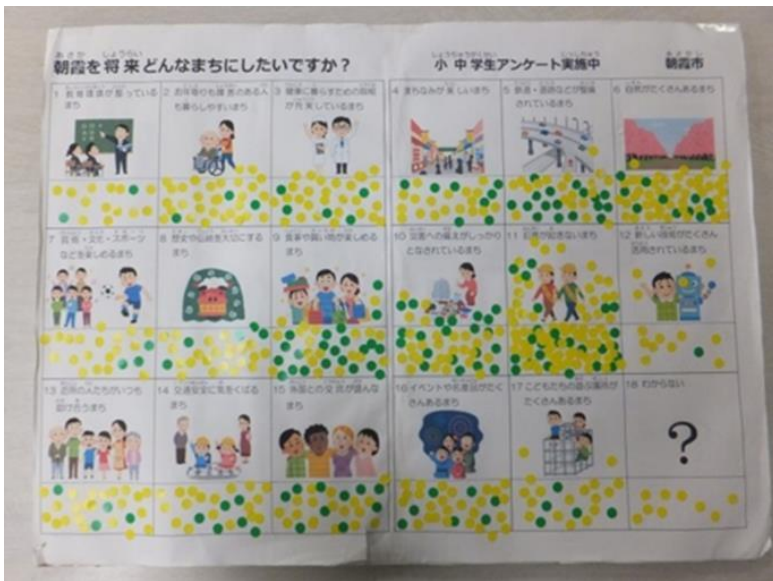 あさか しょうらい
朝霞を将来どんなまちにしたいですか？
小中学生アンケート実施中
朝霞市
1 教育環境が整っている
まち
2 お年寄りも障害のある人
も暮らしやすいまち
3 健康に暮らすための施設
が充実しているまち
4 まちなみが美しいまち
5 鉄道・道路などが整備
されているまち
6 自然がたくさんあるまち
7 芸術・文化・スポーツ
などを楽しめるまち
8 歴史や伝統を大切にする
まち
9 食事や買い物が楽しめる
まち
10 災害への備えがしっかり
となされているまち
11 犯罪が起きないまち
12 新しい技術がたくさん
活用されているまち
13 近所の人たちがいつも
助け合うまち
14 交通安全に気をくばる
まち
15 外国との交流が盛んな
まち
16 イベントや名産品がたく
さんあるまち
17 こどもたちの遊ぶ場所が
たくさんあるまち
18 わからない
?